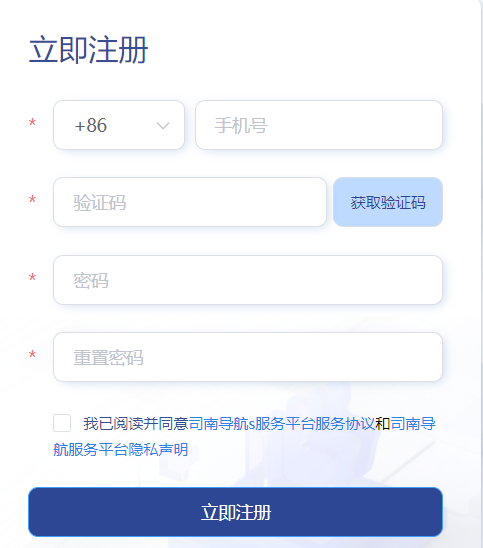 立即注册
* +86 手机号
* 验证码 获取验证码
* 密码
* 重置密码
我已阅读并同意司南导航s服务平台服务协议和司南导
航服务平台隐私声明
立即注册